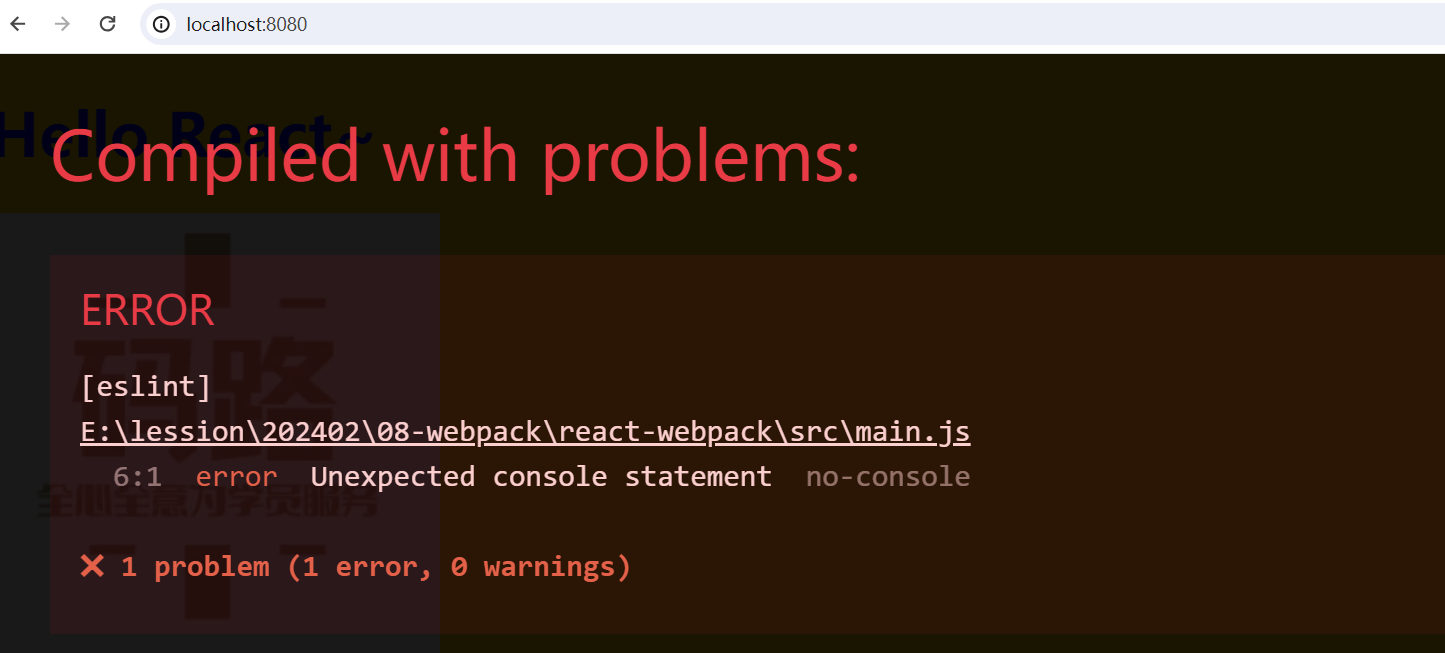 localhost:8080
Hello React~
Compiled with problems:
ERROR
码路
[eslint]
E:\lession\202402\08-webpack\react-webpack\src\main.js
6:1 error Unexpected console statement no-console
全心全意为学员服务
❌ 1 problem (1 error, 0 warnings)